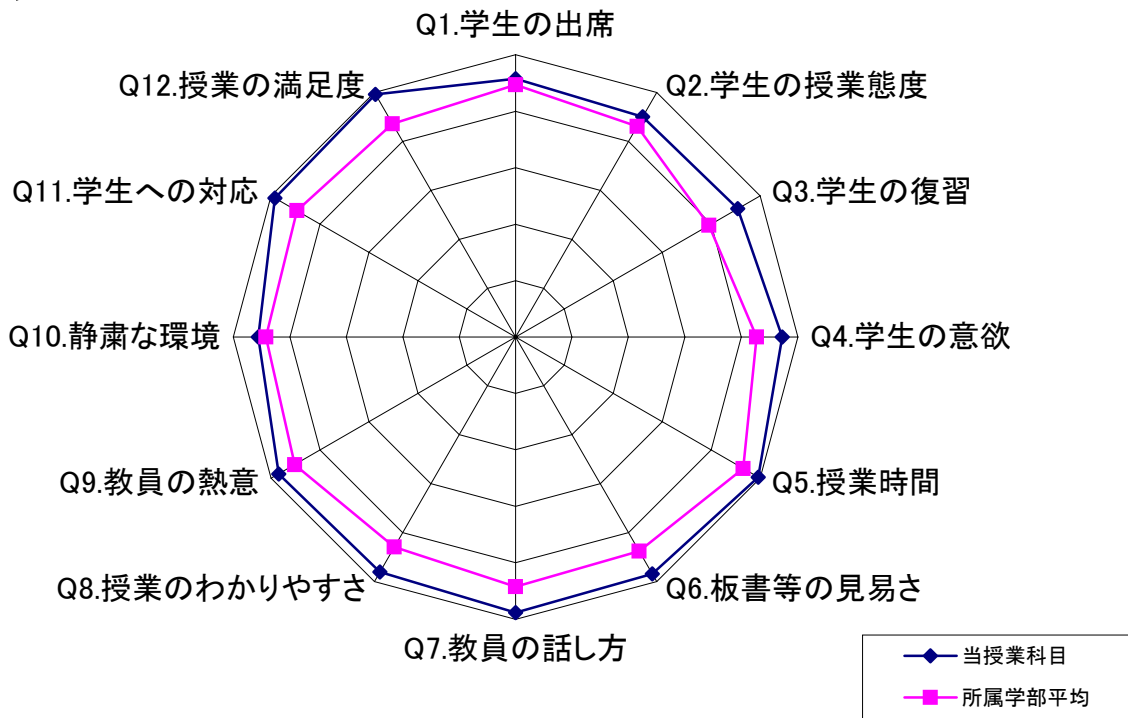 Q1.学生の出席
Q2.学生の授業態度
Q3.学生の復習
Q4.学生の意欲
Q5.授業時間
Q6.板書等の見易さ
Q7.教員の話し方
Q8.授業のわかりやすさ
Q9.教員の熱意
Q10.静粛な環境
Q11.学生への対応
Q12.授業の満足度
当授業科目
所属学部平均